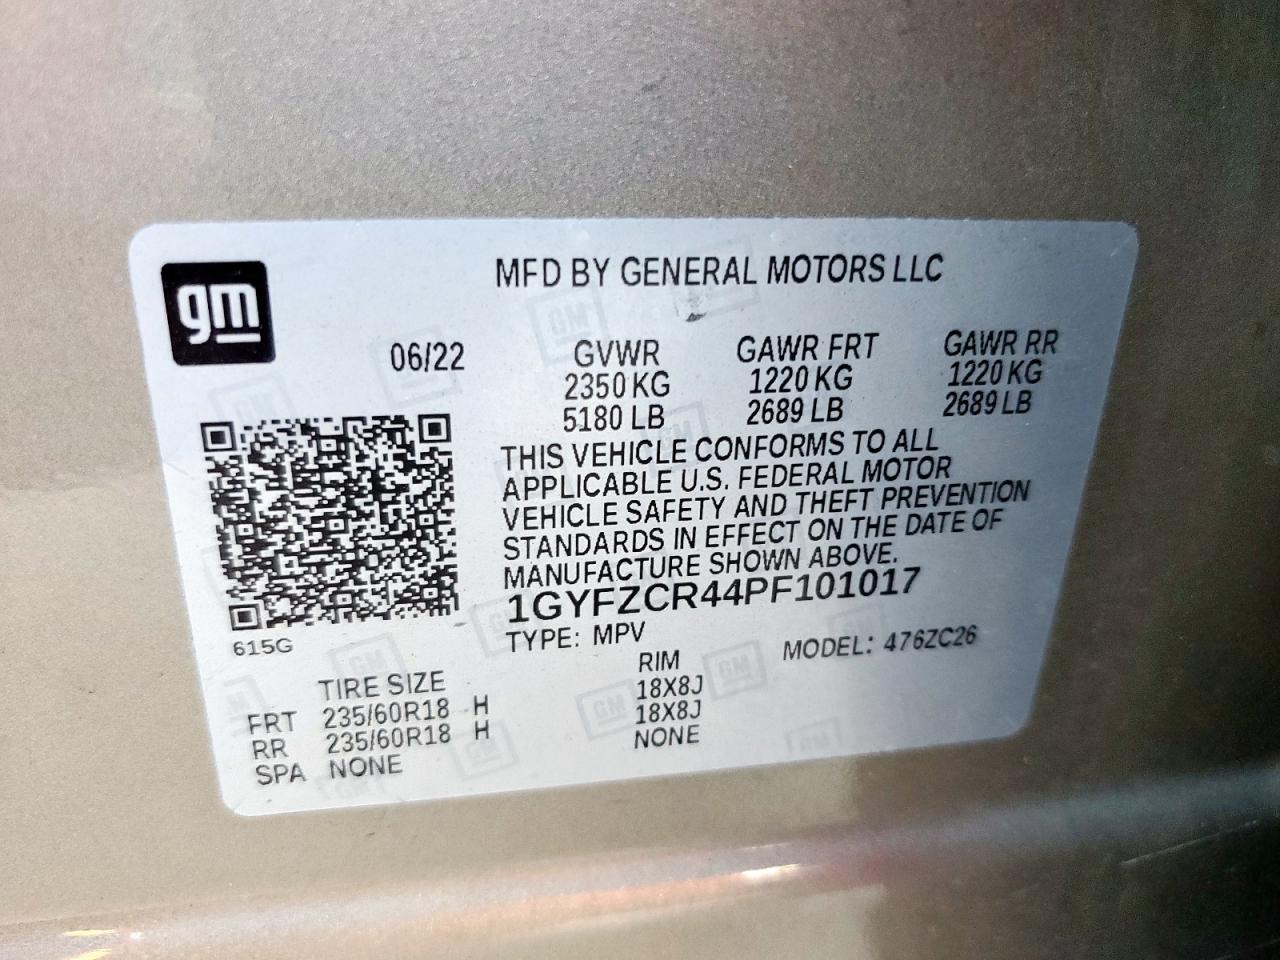 gm
MFD BY GENERAL MOTORS LLC
06/22
GVWR GAWR FRT GAWR RR
2350 KG 1220 KG 1220 KG
5180 LB 2689 LB 2689 LB
THIS VEHICLE CONFORMS TO ALL
APPLICABLE U.S. FEDERAL MOTOR
VEHICLE SAFETY AND THEFT PREVENTION
STANDARDS IN EFFECT ON THE DATE OF
MANUFACTURE SHOWN ABOVE.
1GYFZCR44PF101017
615G
TYPE: MPV MODEL: 476ZC26
TIRE SIZE RIM
FRT 235/60R18 H 18X8J
RR 235/60R18 H 18X8J
SPA NONE NONE